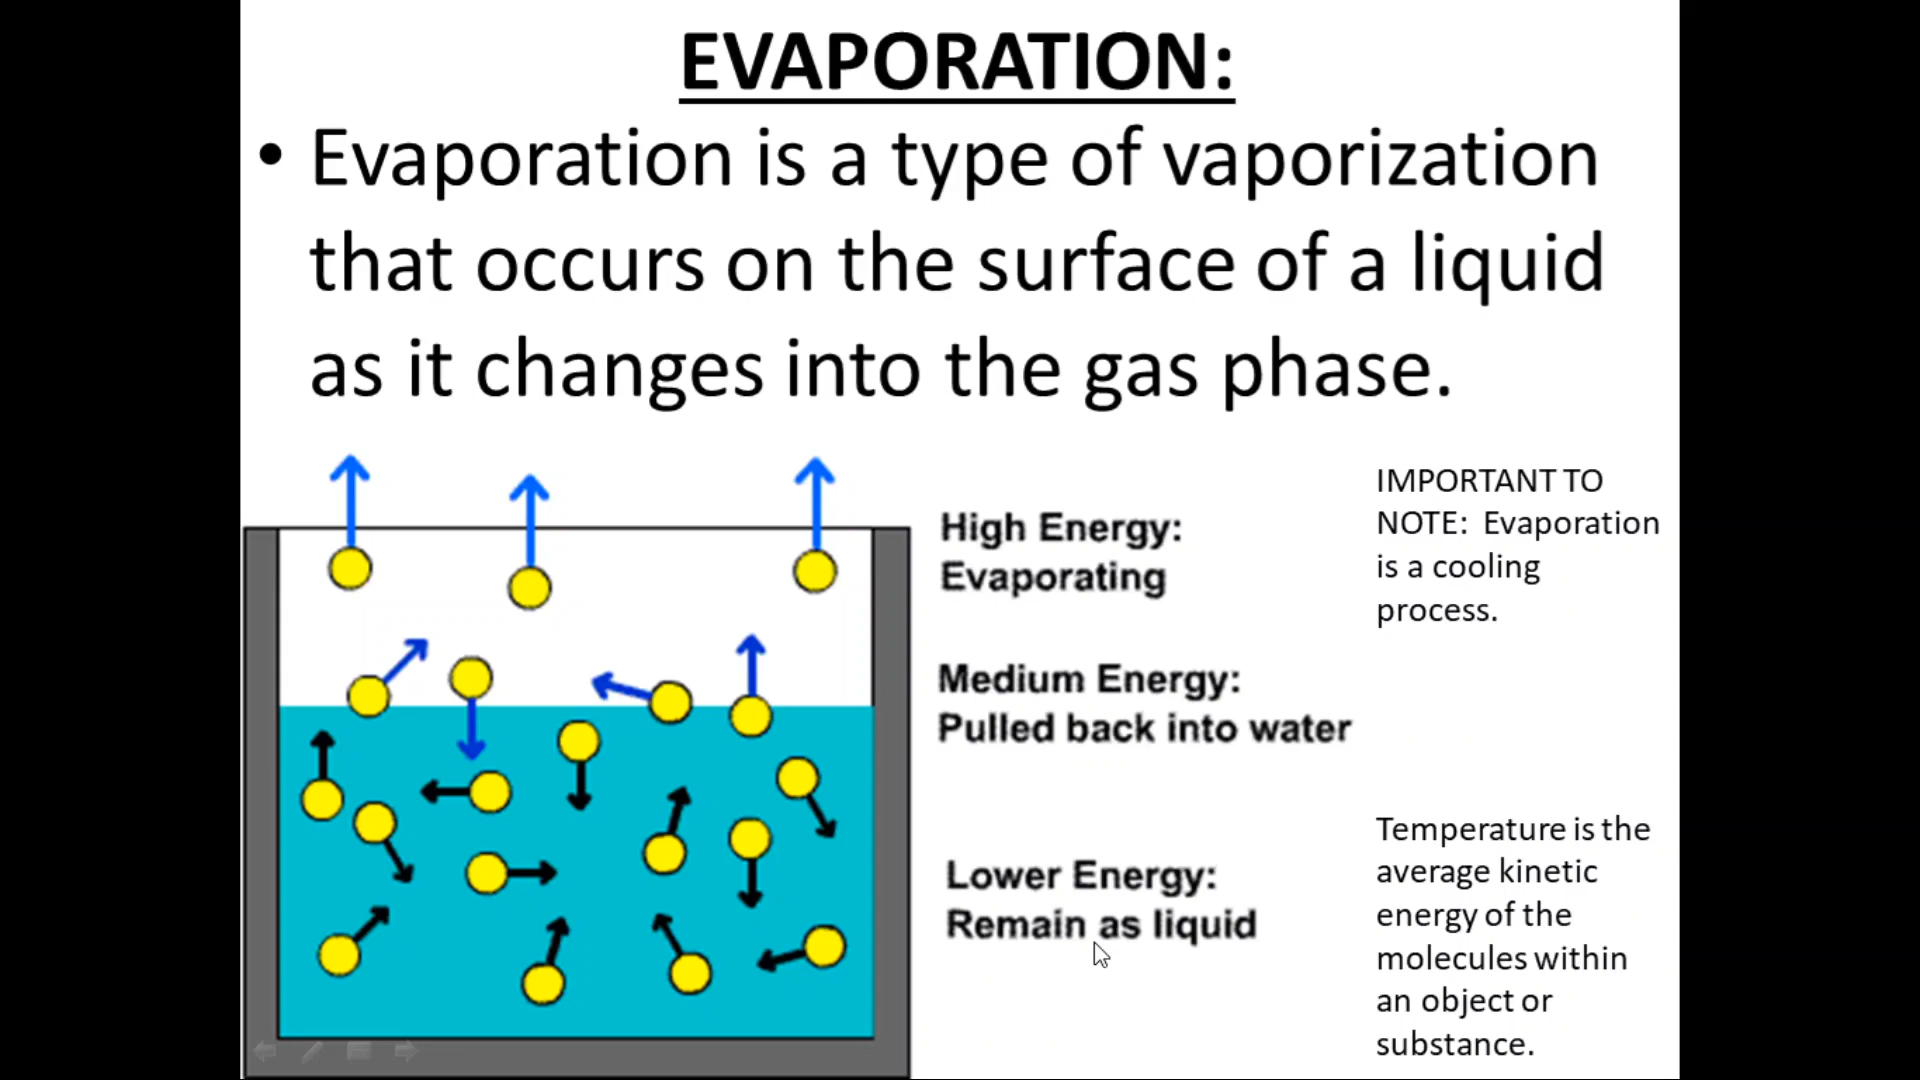 EVAPORATION:
• Evaporation is a type of vaporization
that occurs on the surface of a liquid
as it changes into the gas phase.
High Energy:
Evaporating
IMPORTANT TO
NOTE: Evaporation
is a cooling
process.
Medium Energy:
Pulled back into water
Lower Energy:
Remain as liquid
Temperature is the
average kinetic
energy of the
molecules within
an object or
substance.